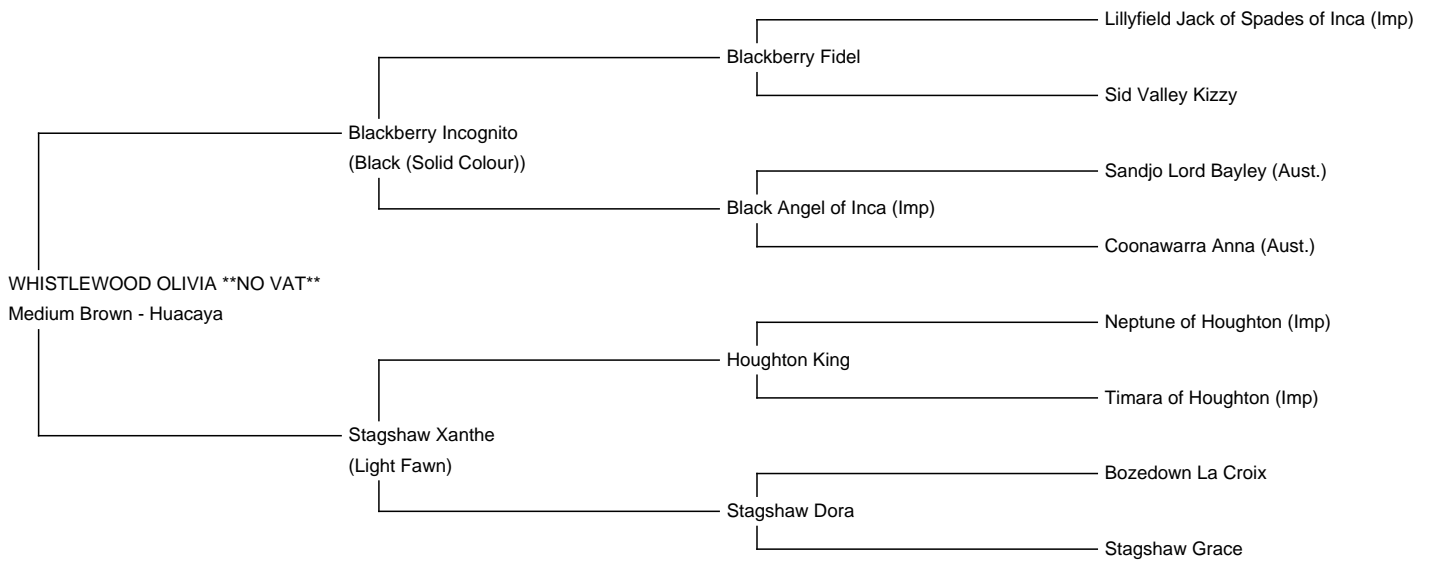 Lillyfield Jack of Spades of Inca (Imp)
Blackberry Fidel
Sid Valley Kizzy
Blackberry Incognito
(Black (Solid Colour))
Sandjo Lord Bayley (Aust.)
Black Angel of Inca (Imp)
Coonawarra Anna (Aust.)
WHISTLEWOOD OLIVIA **NO VAT**
Medium Brown - Huacaya
Neptune of Houghton (Imp)
Houghton King
Timara of Houghton (Imp)
Stagshaw Xanthe
(Light Fawn)
Bozedown La Croix
Stagshaw Dora
Stagshaw Grace